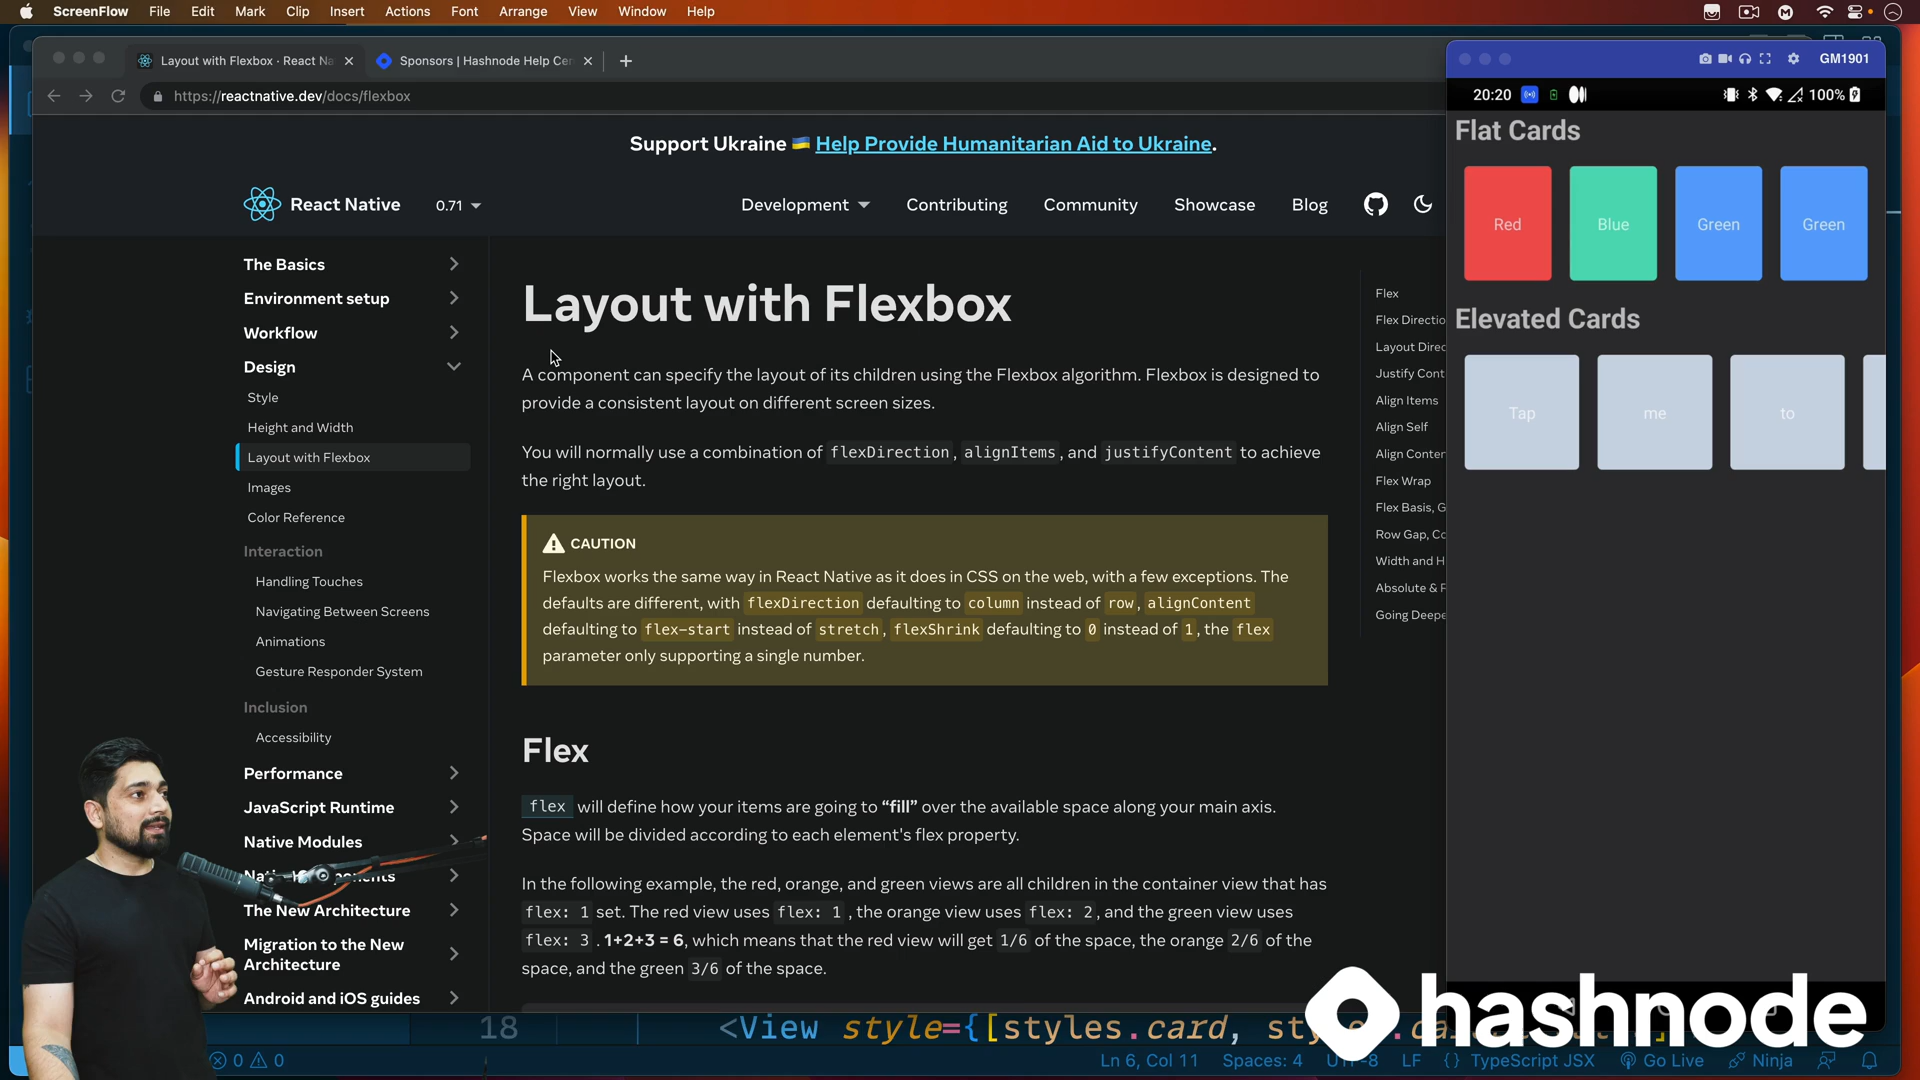 ScreenFlow File Edit Mark Clip Insert Actions Font Arrange View Window Help
Layout with Flexbox · React Na
Sponsors | Hashnode Help Cen
https://reactnative.dev/docs/flexbox
Support Ukraine 🇺🇦 Help Provide Humanitarian Aid to Ukraine.
React Native 0.71
Development Contributing Community Showcase Blog
The Basics
Environment setup
Workflow
Design
Style
Height and Width
Layout with Flexbox
Images
Color Reference
Interaction
Handling Touches
Navigating Between Screens
Animations
Gesture Responder System
Inclusion
Accessibility
Performance
JavaScript Runtime
Native Modules
The New Architecture
Migration to the New
Architecture
Android and iOS guides
Layout with Flexbox
A component can specify the layout of its children using the Flexbox algorithm. Flexbox is designed to
provide a consistent layout on different screen sizes.
You will normally use a combination of flexDirection, alignItems, and justifyContent to achieve
the right layout.
CAUTION
Flexbox works the same way in React Native as it does in CSS on the web, with a few exceptions. The
defaults are different, with flexDirection defaulting to column instead of row, alignContent
defaulting to flex-start instead of stretch, flexShrink defaulting to 0 instead of 1, the flex
parameter only supporting a single number.
Flex
flex will define how your items are going to “fill” over the available space along your main axis.
Space will be divided according to each element's flex property.
In the following example, the red, orange, and green views are all children in the container view that has
flex: 1 set. The red view uses flex: 1, the orange view uses flex: 2, and the green view uses
flex: 3. 1+2+3 = 6, which means that the red view will get 1/6 of the space, the orange 2/6 of the
space, and the green 3/6 of the space.
Flex
Flex Directio
Layout Direc
Justify Cont
Align Items
Align Self
Align Conten
Flex Wrap
Flex Basis, G
Row Gap, Co
Width and H
Absolute & R
Going Deepe
GM1901
20:20
100%
Flat Cards
Red
Blue
Green
Green
Elevated Cards
Tap
me
to
hashnode
18 <View style={[styles.card,
0 0
Ln 6, Col 11 Spaces: 4 UTF-8 LF {} TypeScript JSX Go Live Ninja